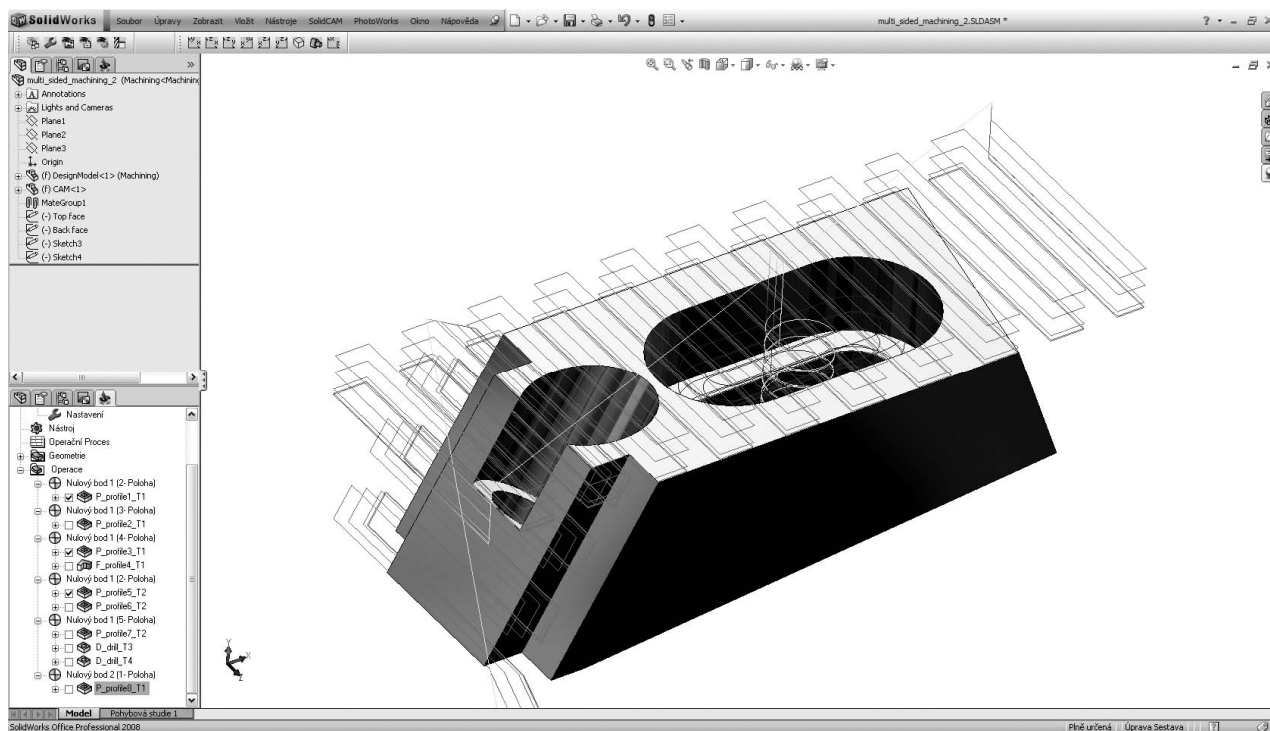 SolidWorks Soubor Úpravy Zobrazit Vložit Nástroje SolidCAM PhotoWorks Okno Nápověda multi_sided_machining_2.SLDASM *
multi_sided_machining_2 (Machining<Machining
Annotations
Lights and Cameras
Plane1
Plane2
Plane3
Origin
(f) DesignModel<1> (Machining)
(f) CAM<1>
MateGroup1
(-) Top face
(-) Back face
(-) Sketch3
(-) Sketch4
Nastavení
Nástroj
Operační Proces
Geometrie
Operace
Nulový bod 1 (2- Poloha)
P_profile1_T1
Nulový bod 1 (3- Poloha)
P_profile2_T1
Nulový bod 1 (4- Poloha)
P_profile3_T1
F_profile4_T1
Nulový bod 1 (2- Poloha)
P_profile5_T2
P_profile6_T2
Nulový bod 1 (5- Poloha)
P_profile7_T2
D_drill_T3
D_drill_T4
Nulový bod 2 (1- Poloha)
P_profile8_T1
Y
X
Z
Model Pohybová studie 1
SolidWorks Office Professional 2008 Plně určená Úprava Sestava